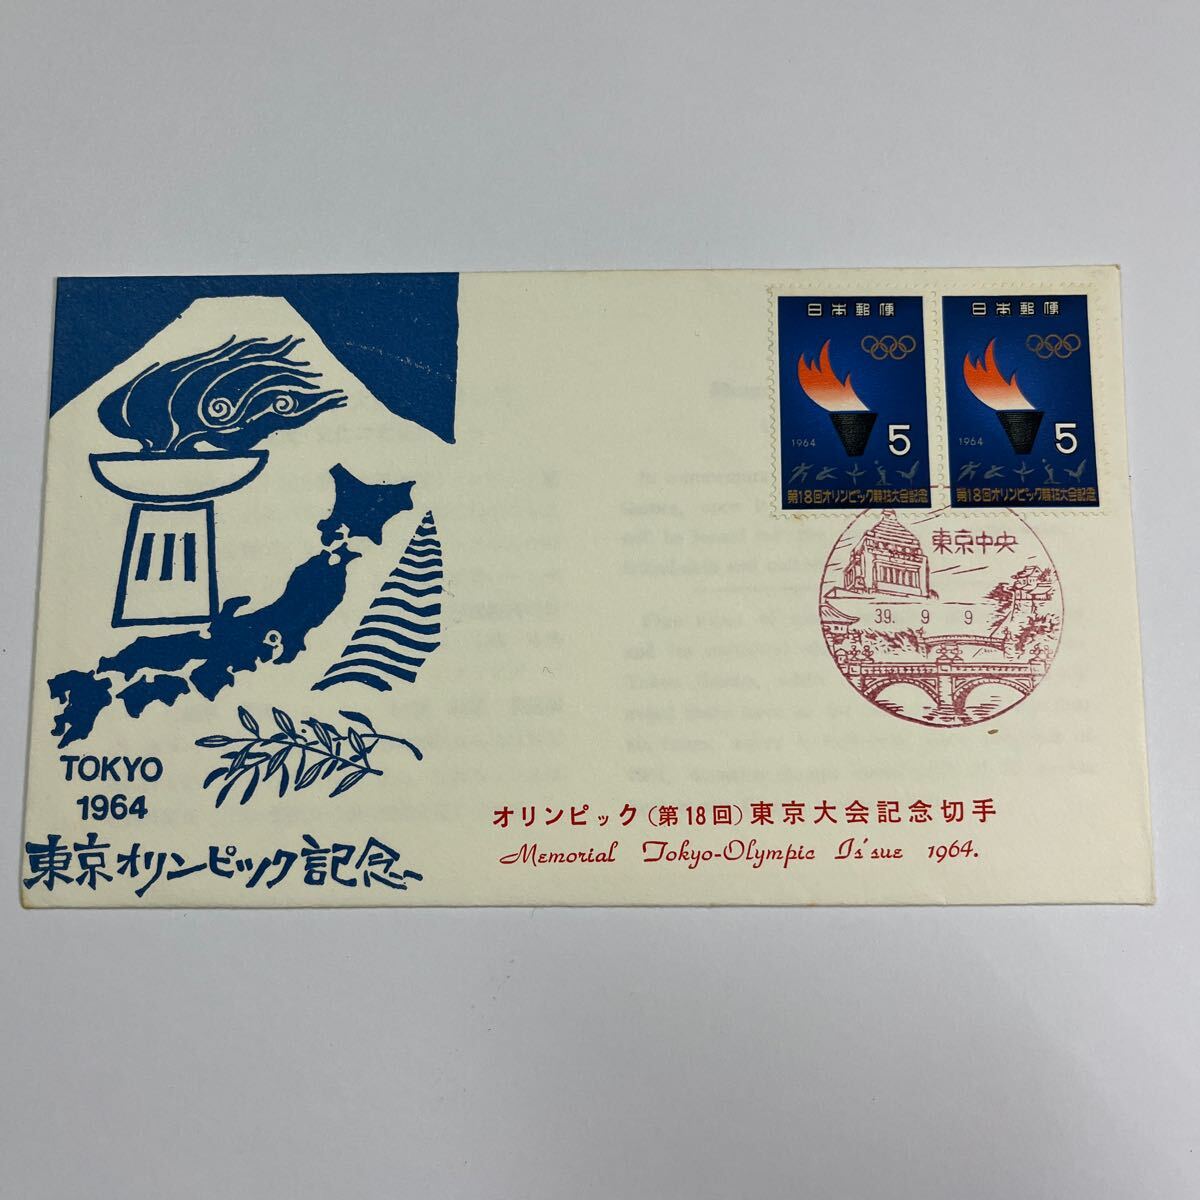 日本郵便
1964
5
第18回オリンピック競技大会記念
日本郵便
1964
5
第18回オリンピック競技大会記念
東京中央
39. 9. 9
TOKYO
1964
東京オリンピック記念
オリンピック(第18回)東京大会記念切手
Memorial Tokyo-Olympic Is'sue 1964.